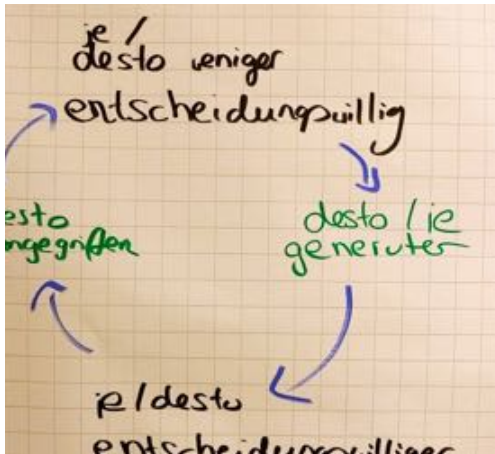 je /
desto weniger
entscheidungswillig
desto / je
genervter
esto
ngegriffen
je / desto
entscheidungswilliger